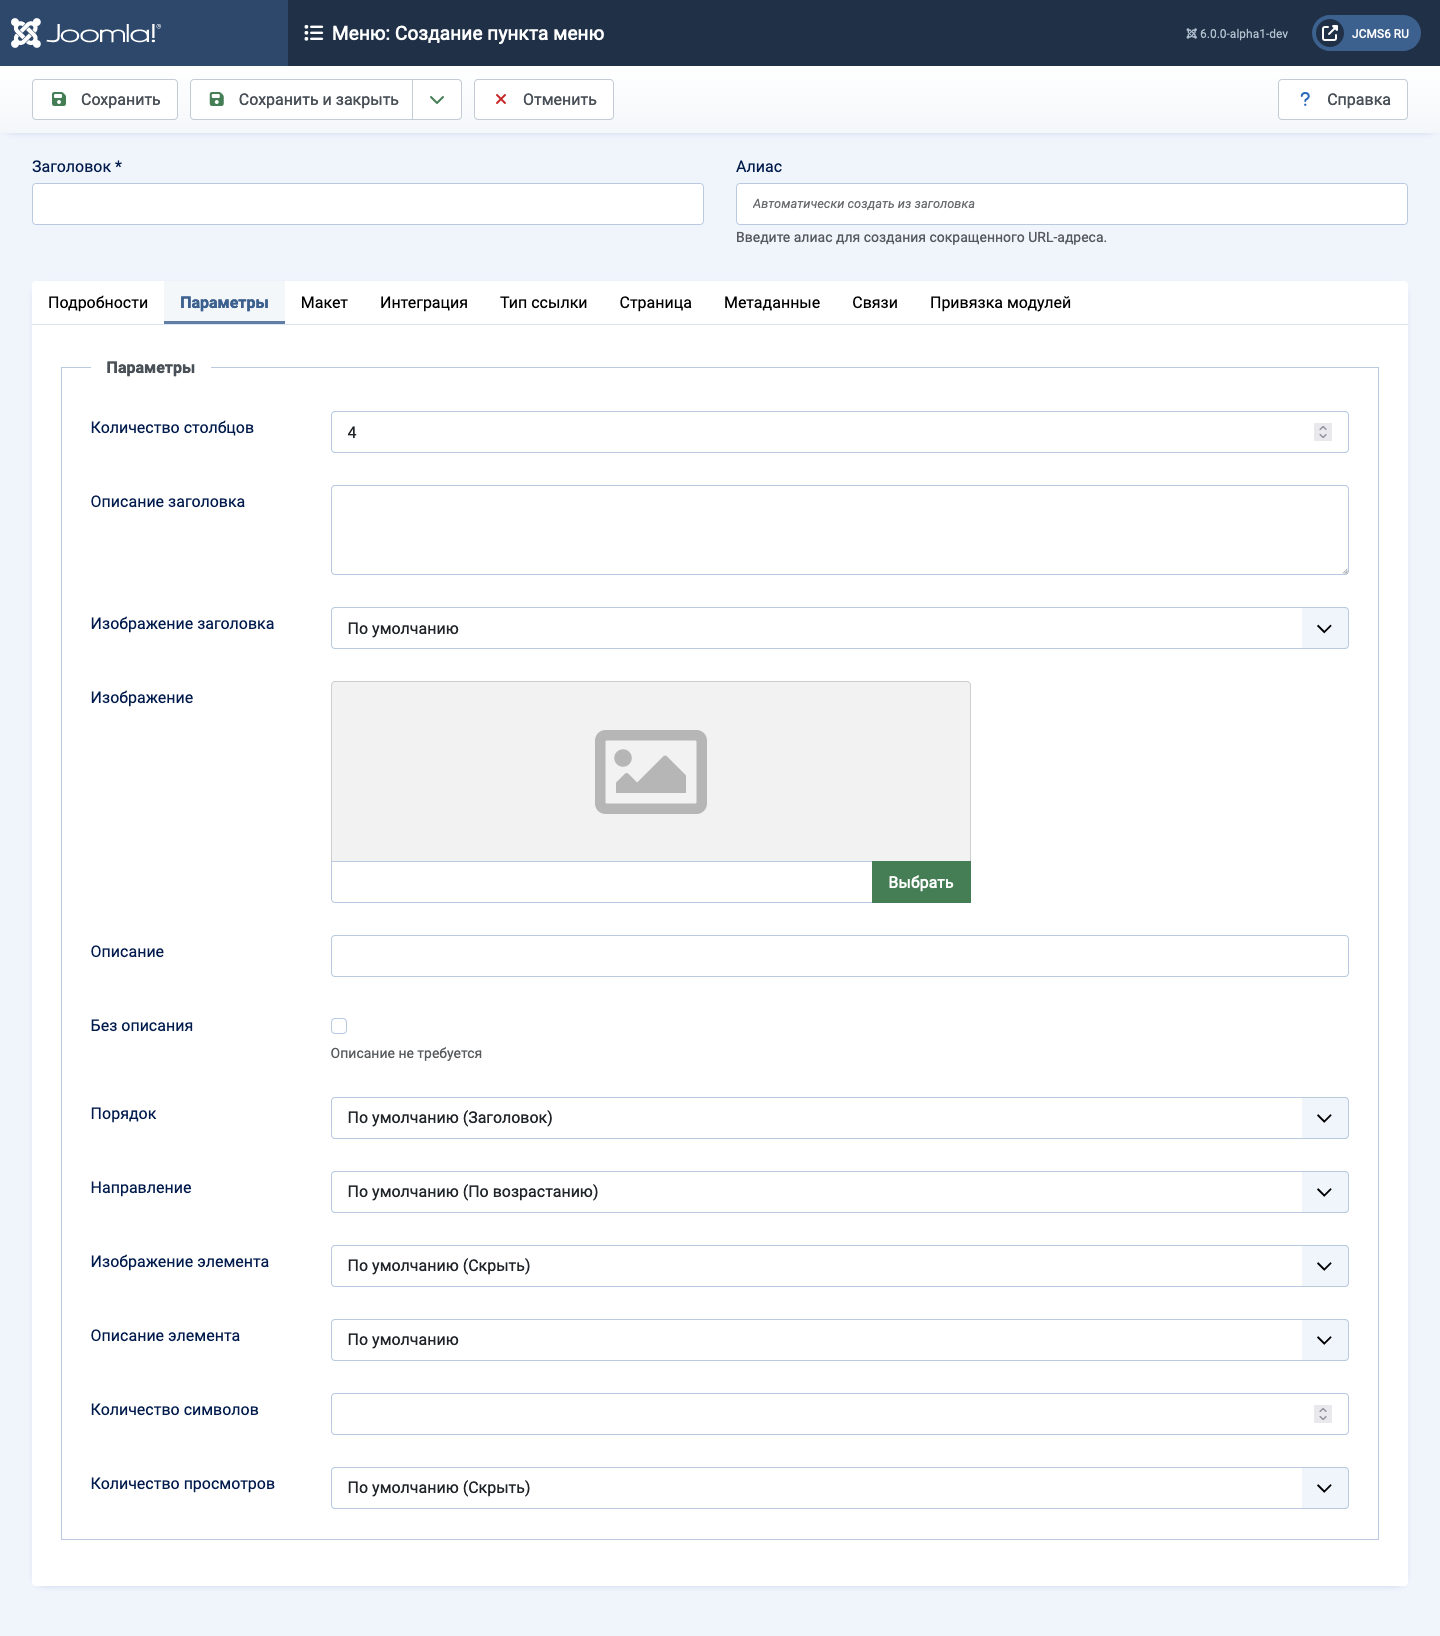 Joomla!®
Меню: Создание пункта меню
6.0.0-alpha1-dev
JCMS6 RU
Сохранить
Сохранить и закрыть
Отменить
? Справка
Заголовок *
Алиас
Автоматически создать из заголовка
Введите алиас для создания сокращенного URL-адреса.
Подробности Параметры Макет Интеграция Тип ссылки Страница Метаданные Связи Привязка модулей
Параметры
Количество столбцов
4
Описание заголовка
Изображение заголовка
По умолчанию
Изображение
Выбрать
Описание
Без описания
Описание не требуется
Порядок
По умолчанию (Заголовок)
Направление
По умолчанию (По возрастанию)
Изображение элемента
По умолчанию (Скрыть)
Описание элемента
По умолчанию
Количество символов
Количество просмотров
По умолчанию (Скрыть)